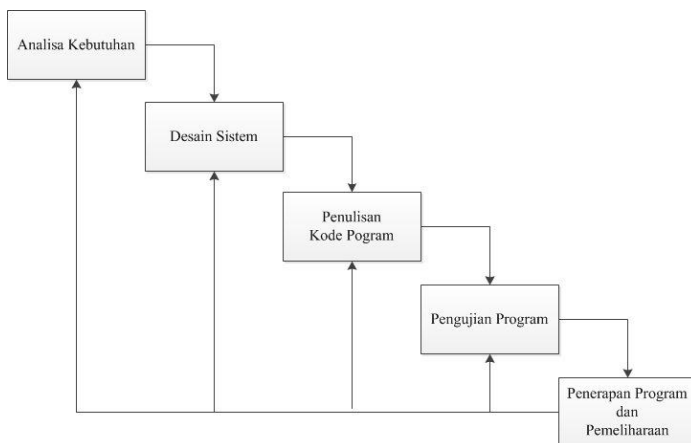 Analisa Kebutuhan
Desain Sistem
Penulisan
Kode Pogram
Pengujian Program
Penerapan Program
dan
Pemeliharaan